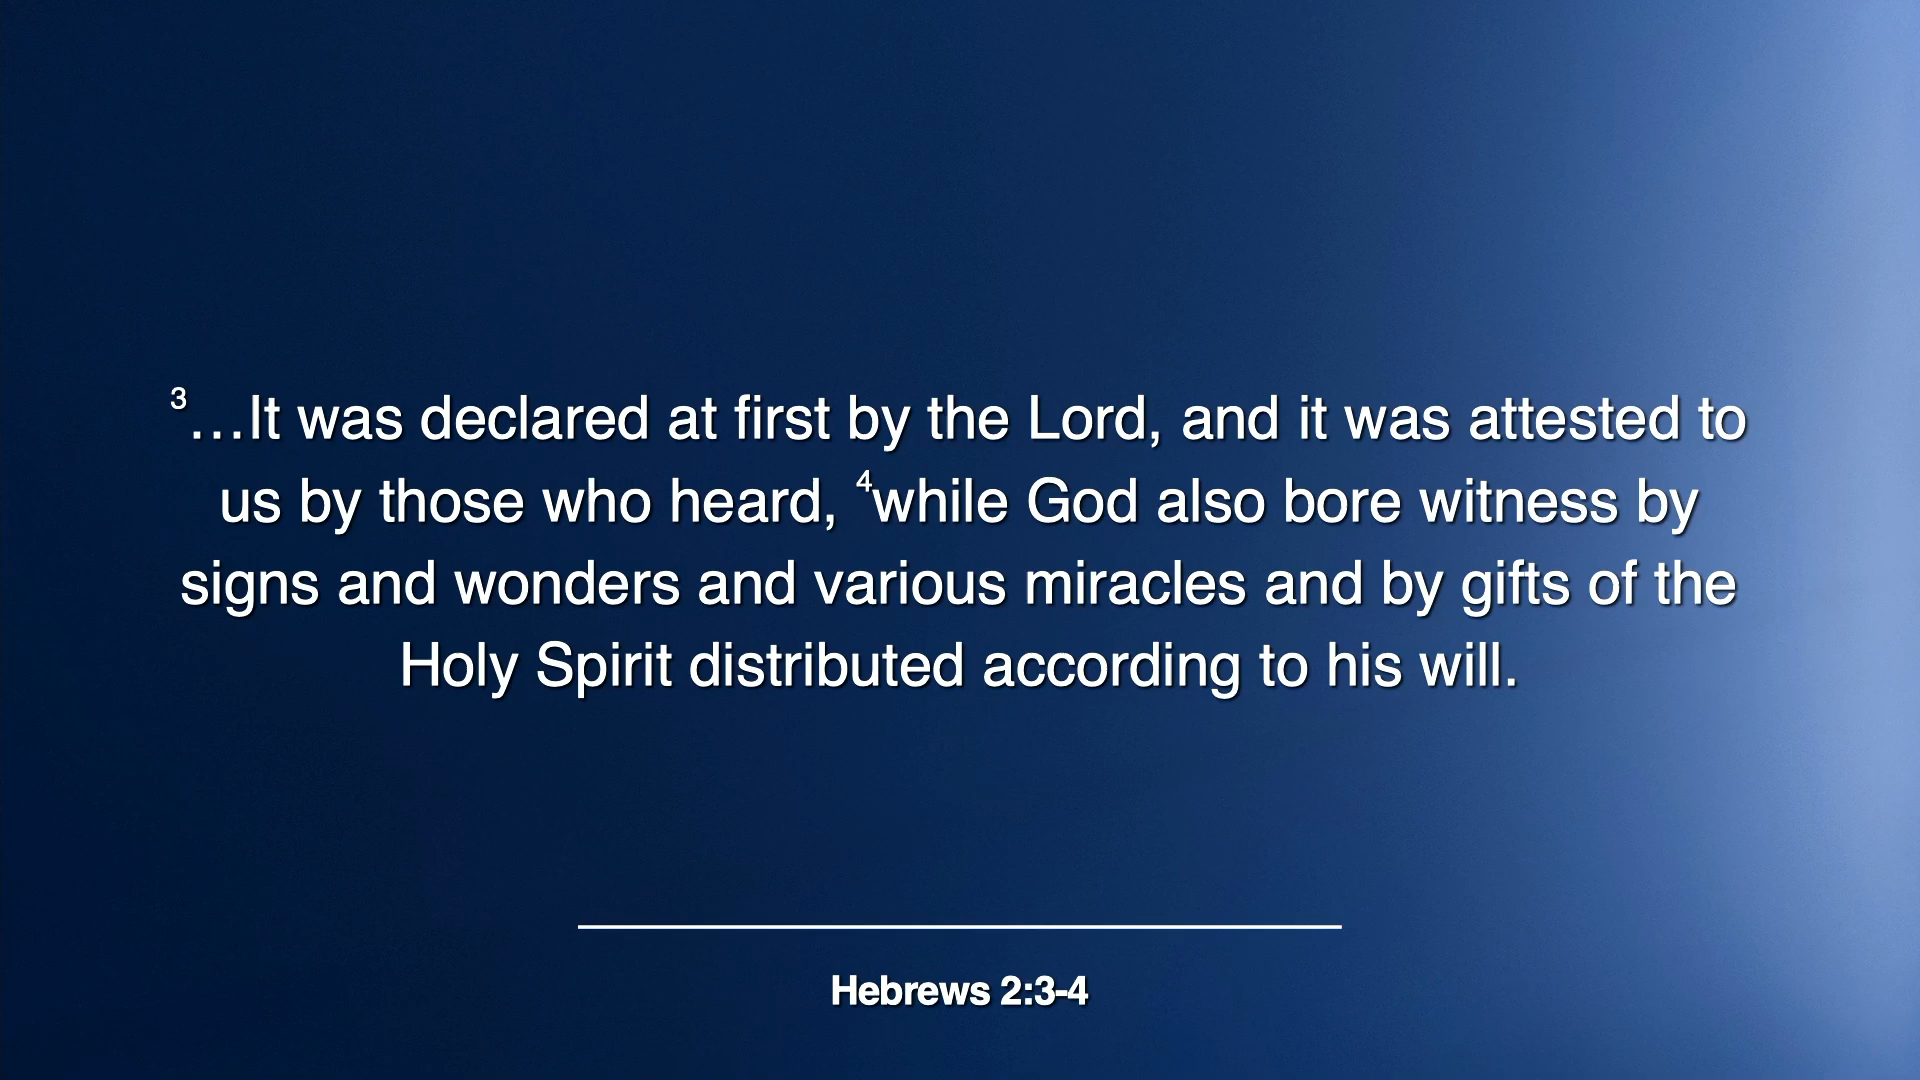 ³…It was declared at first by the Lord, and it was attested to
us by those who heard, ⁴while God also bore witness by
signs and wonders and various miracles and by gifts of the
Holy Spirit distributed according to his will.
Hebrews 2:3-4